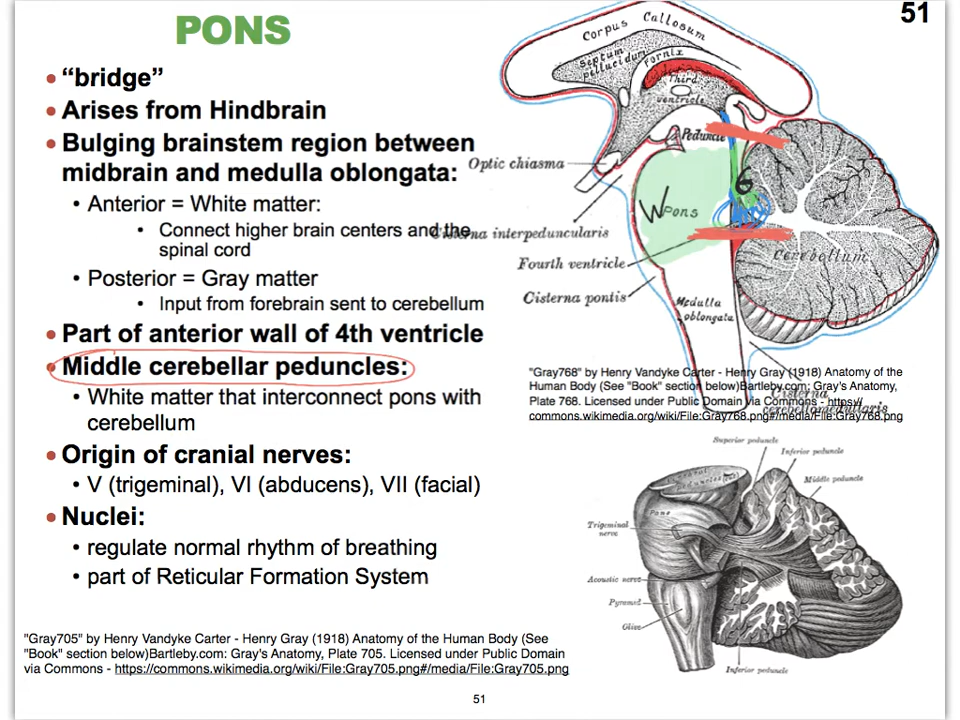 PONS
51
• “bridge”
• Arises from Hindbrain
• Bulging brainstem region between
midbrain and medulla oblongata:
• Anterior = White matter:
• Connect higher brain centers and the
spinal cord
• Posterior = Gray matter
• Input from forebrain sent to cerebellum
• Part of anterior wall of 4th ventricle
• Middle cerebellar peduncles:
• White matter that interconnect pons with
cerebellum
• Origin of cranial nerves:
• V (trigeminal), VI (abducens), VII (facial)
• Nuclei:
• regulate normal rhythm of breathing
• part of Reticular Formation System
"Gray705" by Henry Vandyke Carter - Henry Gray (1918) Anatomy of the Human Body (See
"Book" section below)Bartleby.com: Gray's Anatomy, Plate 705. Licensed under Public Domain
via Commons - https://commons.wikimedia.org/wiki/File:Gray705.png#/media/File:Gray705.png
Corpus Callosum
Septum
pellucidum
Fornix
Third
ventricle
Peduncle
Optic chiasma
G
W
Pons
Cisterna interpeduncularis
Cerebellum
Fourth ventricle
Cisterna pontis
Medulla
oblongata
"Gray768" by Henry Vandyke Carter - Henry Gray (1918) Anatomy of the
Human Body (See "Book" section below)Bartleby.com: Gray's Anatomy,
Plate 768. Licensed under Public Domain via Commons - https://
commons.wikimedia.org/wiki/File:Gray768.png#/media/File:Gray768.png
Cisterna
cerebellomedullaris
Superior peduncle
Inferior peduncle
Middle peduncle
Pons
Trigeminal
nerve
Acoustic nerve
Pyramid
Olive
Inferior peduncle
51